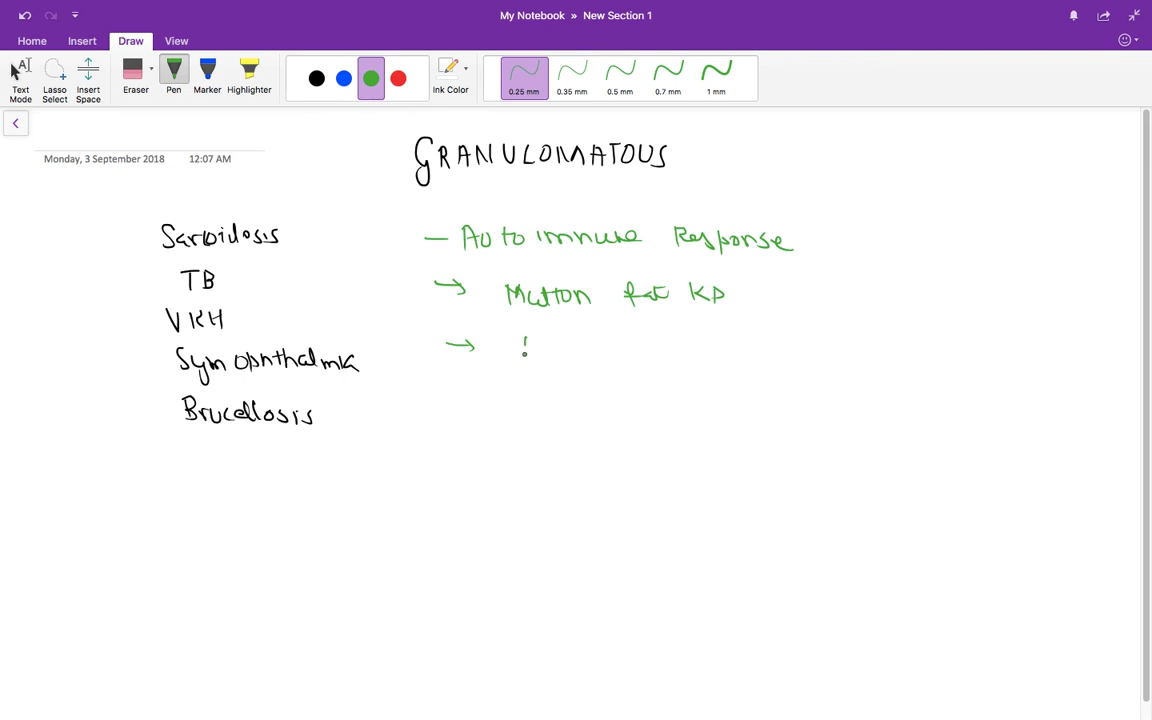 My Notebook » New Section 1
Home Insert Draw View
Text Mode
Lasso Select
Insert Space
Eraser
Pen
Marker
Highlighter
Ink Color
0.25 mm
0.35 mm
0.5 mm
0.7 mm
1 mm
Monday, 3 September 2018 12:07 AM
GRANULOMATOUS
Saroidosis
TB
VKH
Sym ophnthalmia
Brucellosis
— Auto immune Response
→ Mutton fat KP
→